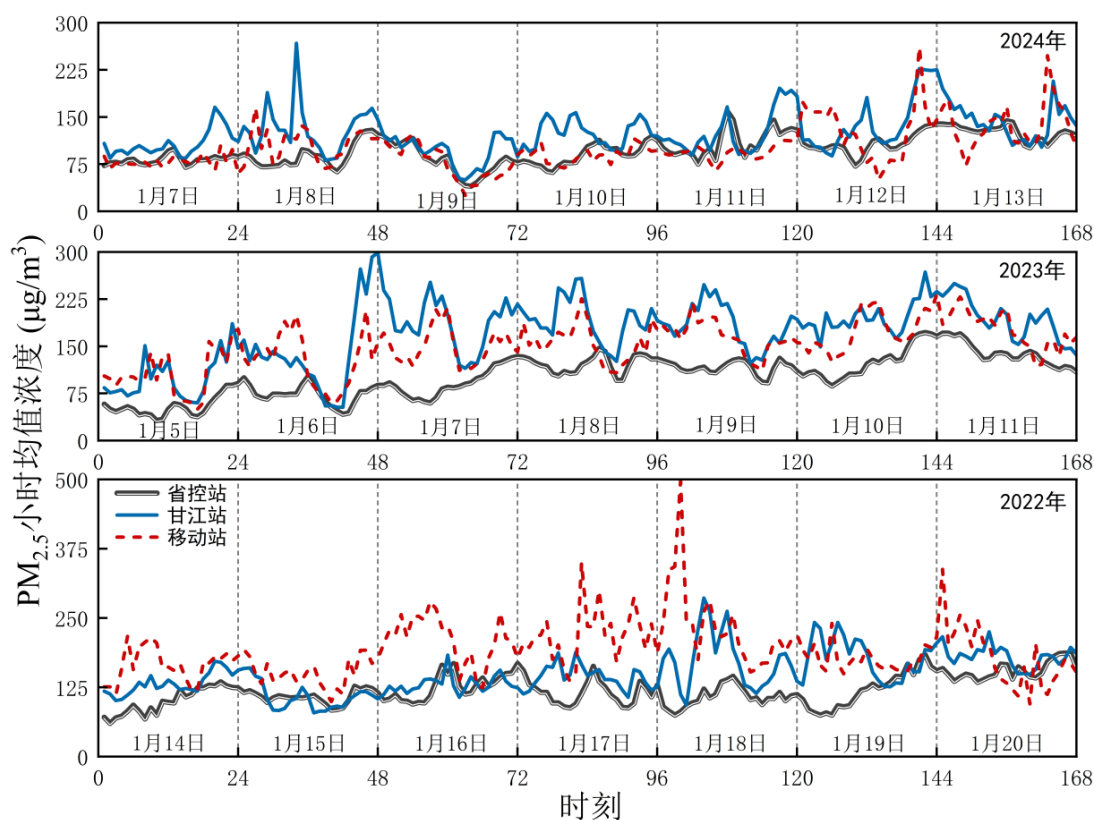 PM2.5小时均值浓度 (μg/m³)
300
225
150
75
0
2024年
1月7日
1月8日
1月9日
1月10日
1月11日
1月12日
1月13日
0 24 48 72 96 120 144 168
300
225
150
75
0
2023年
1月5日
1月6日
1月7日
1月8日
1月9日
1月10日
1月11日
0 24 48 72 96 120 144 168
500
375
250
125
0
省控站
甘江站
移动站
2022年
1月14日
1月15日
1月16日
1月17日
1月18日
1月19日
1月20日
0 24 48 72 96 120 144 168
时刻